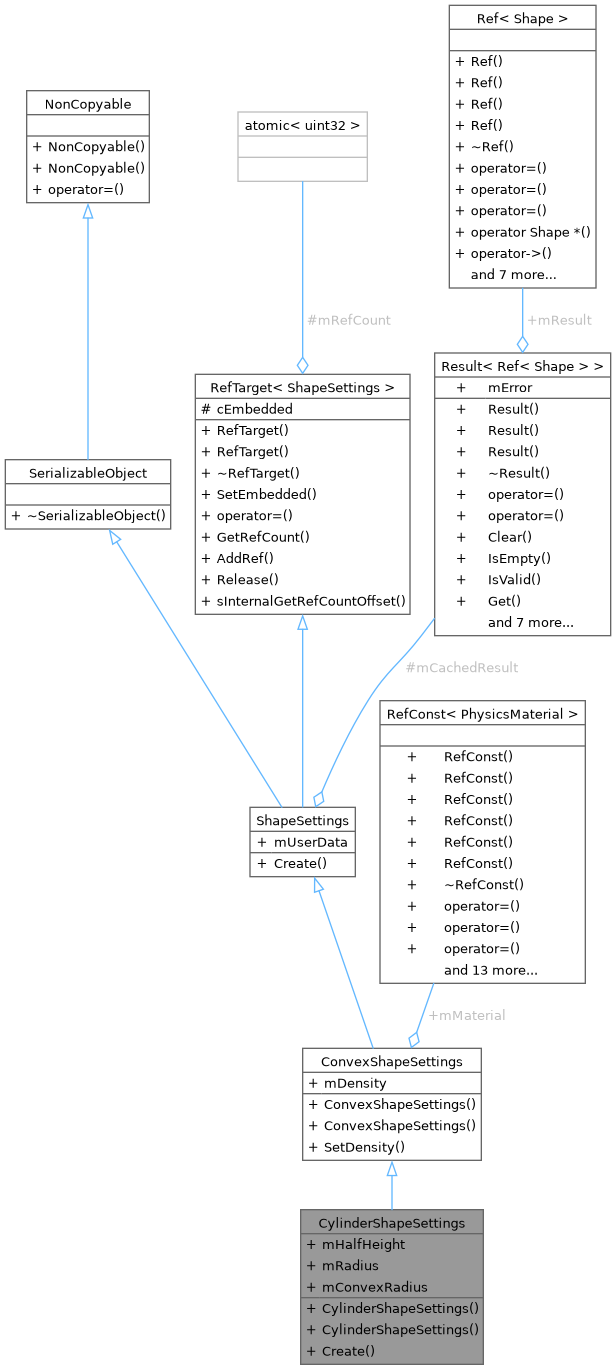 Ref< Shape >
+ Ref()
+ Ref()
+ Ref()
+ Ref()
+ ~Ref()
+ operator=()
+ operator=()
+ operator=()
+ operator Shape *()
+ operator->()
and 7 more...
NonCopyable
+ NonCopyable()
+ NonCopyable()
+ operator=()
atomic< uint32 >
#mRefCount
+mResult
Result< Ref< Shape > >
+ mError
+ Result()
+ Result()
+ Result()
+ ~Result()
+ operator=()
+ operator=()
+ Clear()
+ IsEmpty()
+ IsValid()
+ Get()
and 7 more...
RefTarget< ShapeSettings >
# cEmbedded
+ RefTarget()
+ RefTarget()
+ ~RefTarget()
+ SetEmbedded()
+ operator=()
+ GetRefCount()
+ AddRef()
+ Release()
+ sInternalGetRefCountOffset()
SerializableObject
+ ~SerializableObject()
#mCachedResult
RefConst< PhysicsMaterial >
+ RefConst()
+ RefConst()
+ RefConst()
+ RefConst()
+ RefConst()
+ RefConst()
+ ~RefConst()
+ operator=()
+ operator=()
+ operator=()
and 13 more...
ShapeSettings
+ mUserData
+ Create()
+mMaterial
ConvexShapeSettings
+ mDensity
+ ConvexShapeSettings()
+ ConvexShapeSettings()
+ SetDensity()
CylinderShapeSettings
+ mHalfHeight
+ mRadius
+ mConvexRadius
+ CylinderShapeSettings()
+ CylinderShapeSettings()
+ Create()